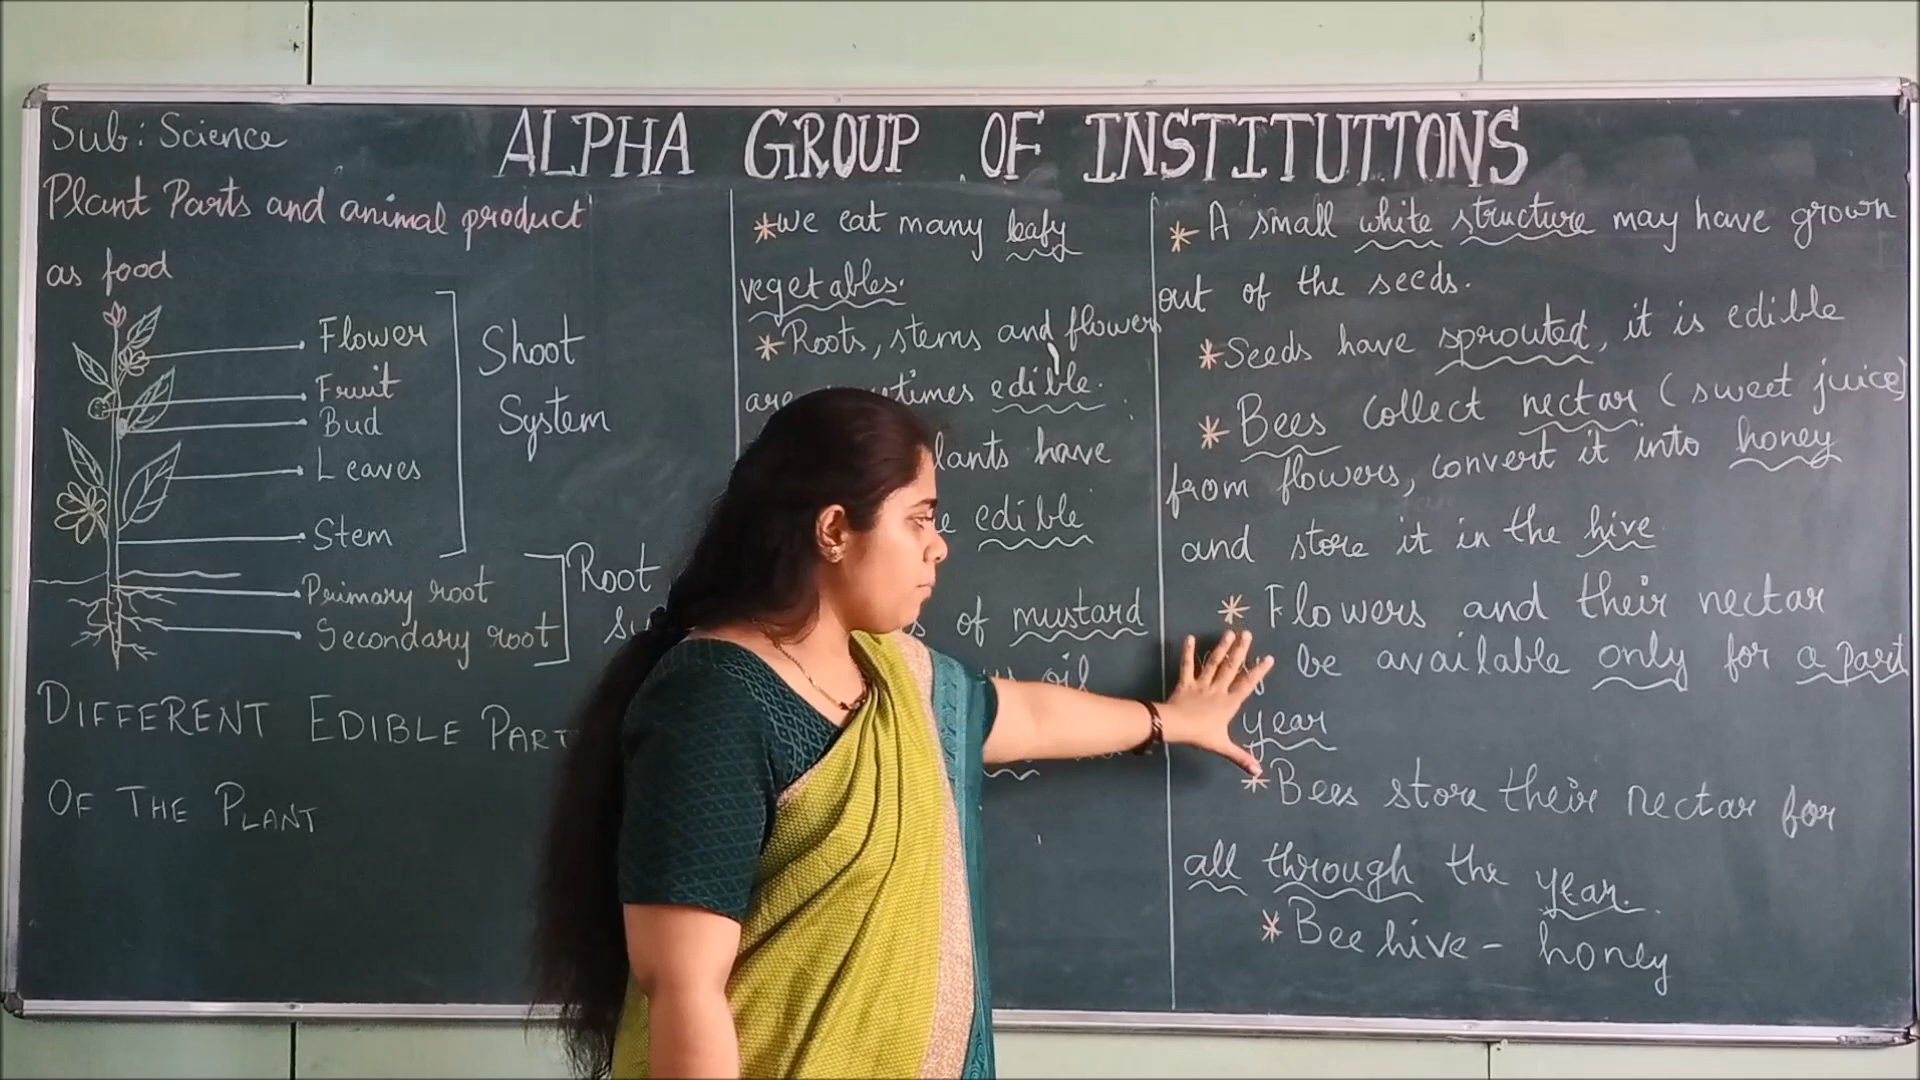 Sub: Science
ALPHA GROUP OF INSTITUTIONS
Plant Parts and animal product
as food
Flower
Fruit
Bud
Leaves
Stem
Shoot
System
Primary root
Secondary root
Root
DIFFERENT EDIBLE PART
OF THE PLANT
*we eat many leafy
vegetables.
*Roots, stems and flower
are edible.
have
edible
of mustard
oil
* A small white structure may have grown
out of the seeds.
*Seeds have sprouted, it is edible
* Bees collect nectar (sweet juice)
from flowers, convert it into honey
and store it in the hive
* Flowers and their nectar
be available only for a part
year
*Bees store their nectar for
all through the year.
*Bee hive - honey